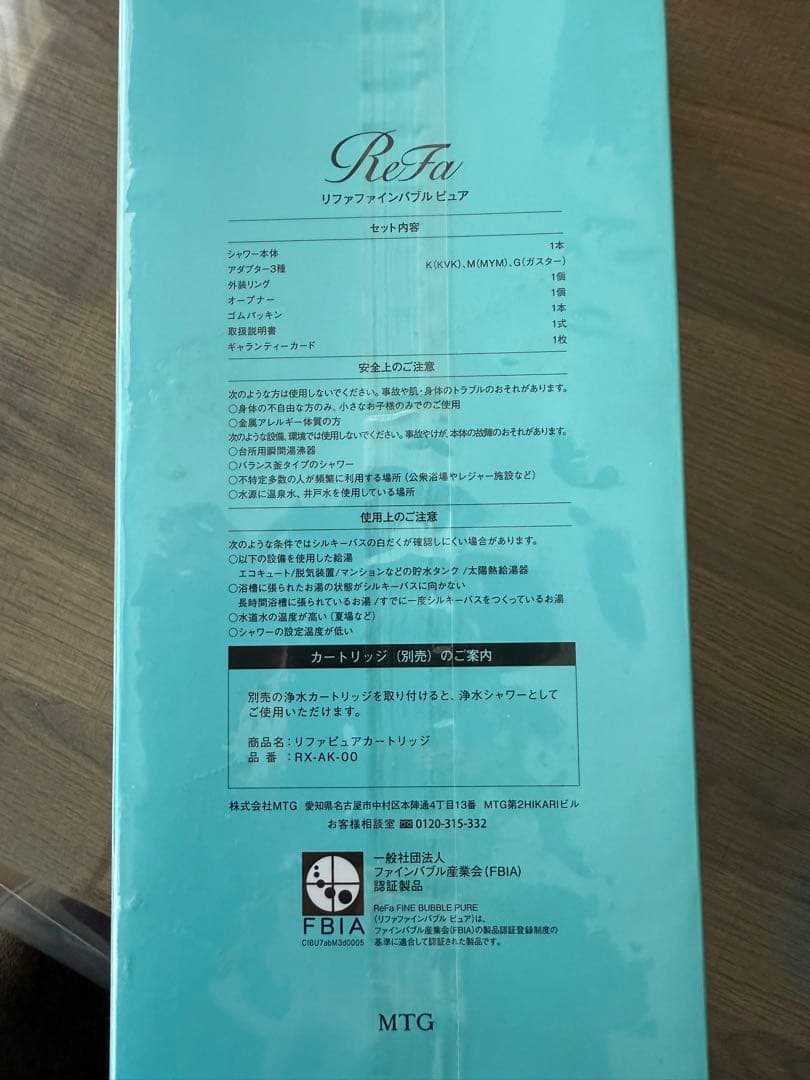 ReFa
リファファインバブル ピュア
セット内容
シャワー本体 1本
アダプター3種 K(KVK)、M(MYM)、G(ガスター)
外装リング 1個
オープナー 1個
ゴムパッキン 1本
取扱説明書 1式
ギャランティーカード 1枚
安全上のご注意
次のような方は使用しないでください。事故や肌・身体のトラブルのおそれがあります。
○身体の不自由な方のみ、小さなお子様のみでのご使用
○金属アレルギー体質の方
次のような設備、環境では使用しないでください。事故やけが、本体の故障のおそれがあります。
○台所用瞬間湯沸器
○バランス釜タイプのシャワー
○不特定多数の人が頻繁に利用する場所(公衆浴場やレジャー施設など)
○水源に温泉水、井戸水を使用している場所
使用上のご注意
次のような条件ではシルキーバスの白だくが確認しにくい場合があります。
○以下の設備を使用した給湯
エコキュート/脱気装置/マンションなどの貯水タンク/太陽熱給湯器
○浴槽に張られたお湯の状態がシルキーバスに向かない
長時間浴槽に張られているお湯/すでに一度シルキーバスをつくっているお湯
○水道水の温度が高い(夏場など)
○シャワーの設定温度が低い
カートリッジ(別売)のご案内
別売の浄水カートリッジを取り付けると、浄水シャワーとして
ご使用いただけます。
商品名:リファピュアカートリッジ
品 番:RX-AK-00
株式会社MTG 愛知県名古屋市中村区本陣通4丁目13番 MTG第2HIKARIビル
お客様相談室 0120-315-332
一般社団法人
ファインバブル産業会(FBIA)
認証製品
FBIA
CI6U7abM3d0005
ReFa FINE BUBBLE PURE
(リファファインバブル ピュア)は、
ファインバブル産業会(FBIA)の製品認証登録制度の
基準に適合して認証された製品です。
MTG